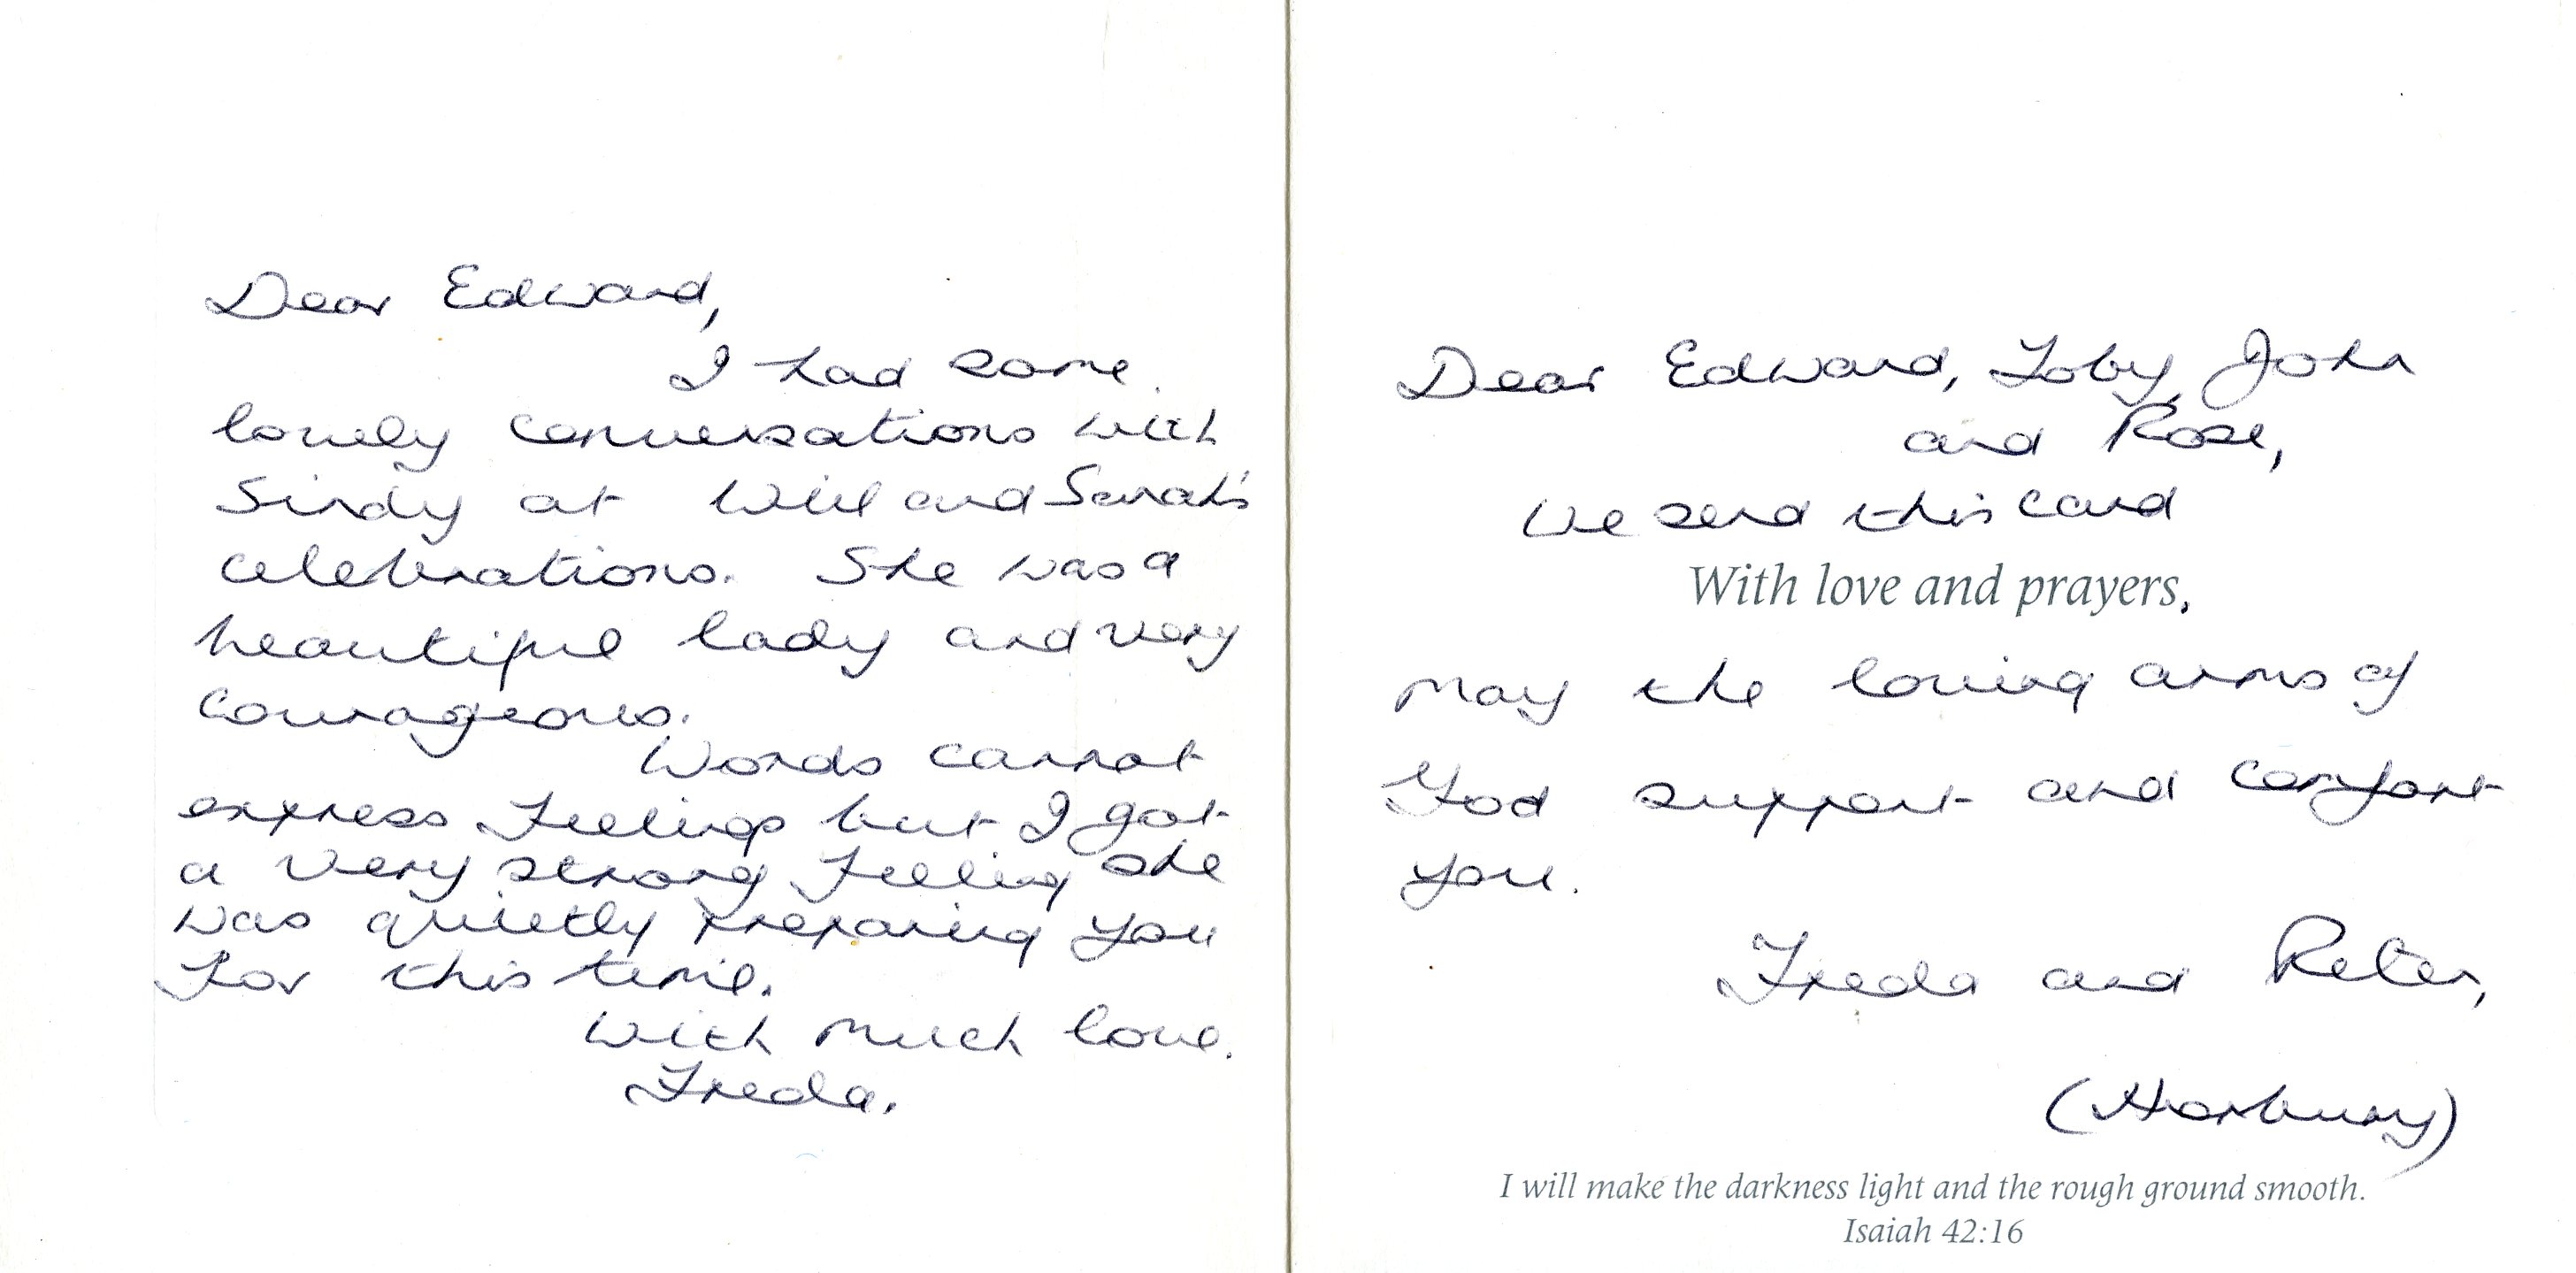 Dear Edward,
I had some
lovely conversations with
Sindy at Will and Sarah's
celebrations. She was a
beautiful lady and very
courageous.
Words cannot
express feelings but I got
a very strong feeling she
was quietly preparing you
for this time.
With much love.
Freda.
Dear Edward, Toby, John
and Rose,
We send this card
With love and prayers,
May the loving arms of
God support and comfort
you.
Freda and Peter,
(Horbury)
I will make the darkness light and the rough ground smooth.
Isaiah 42:16